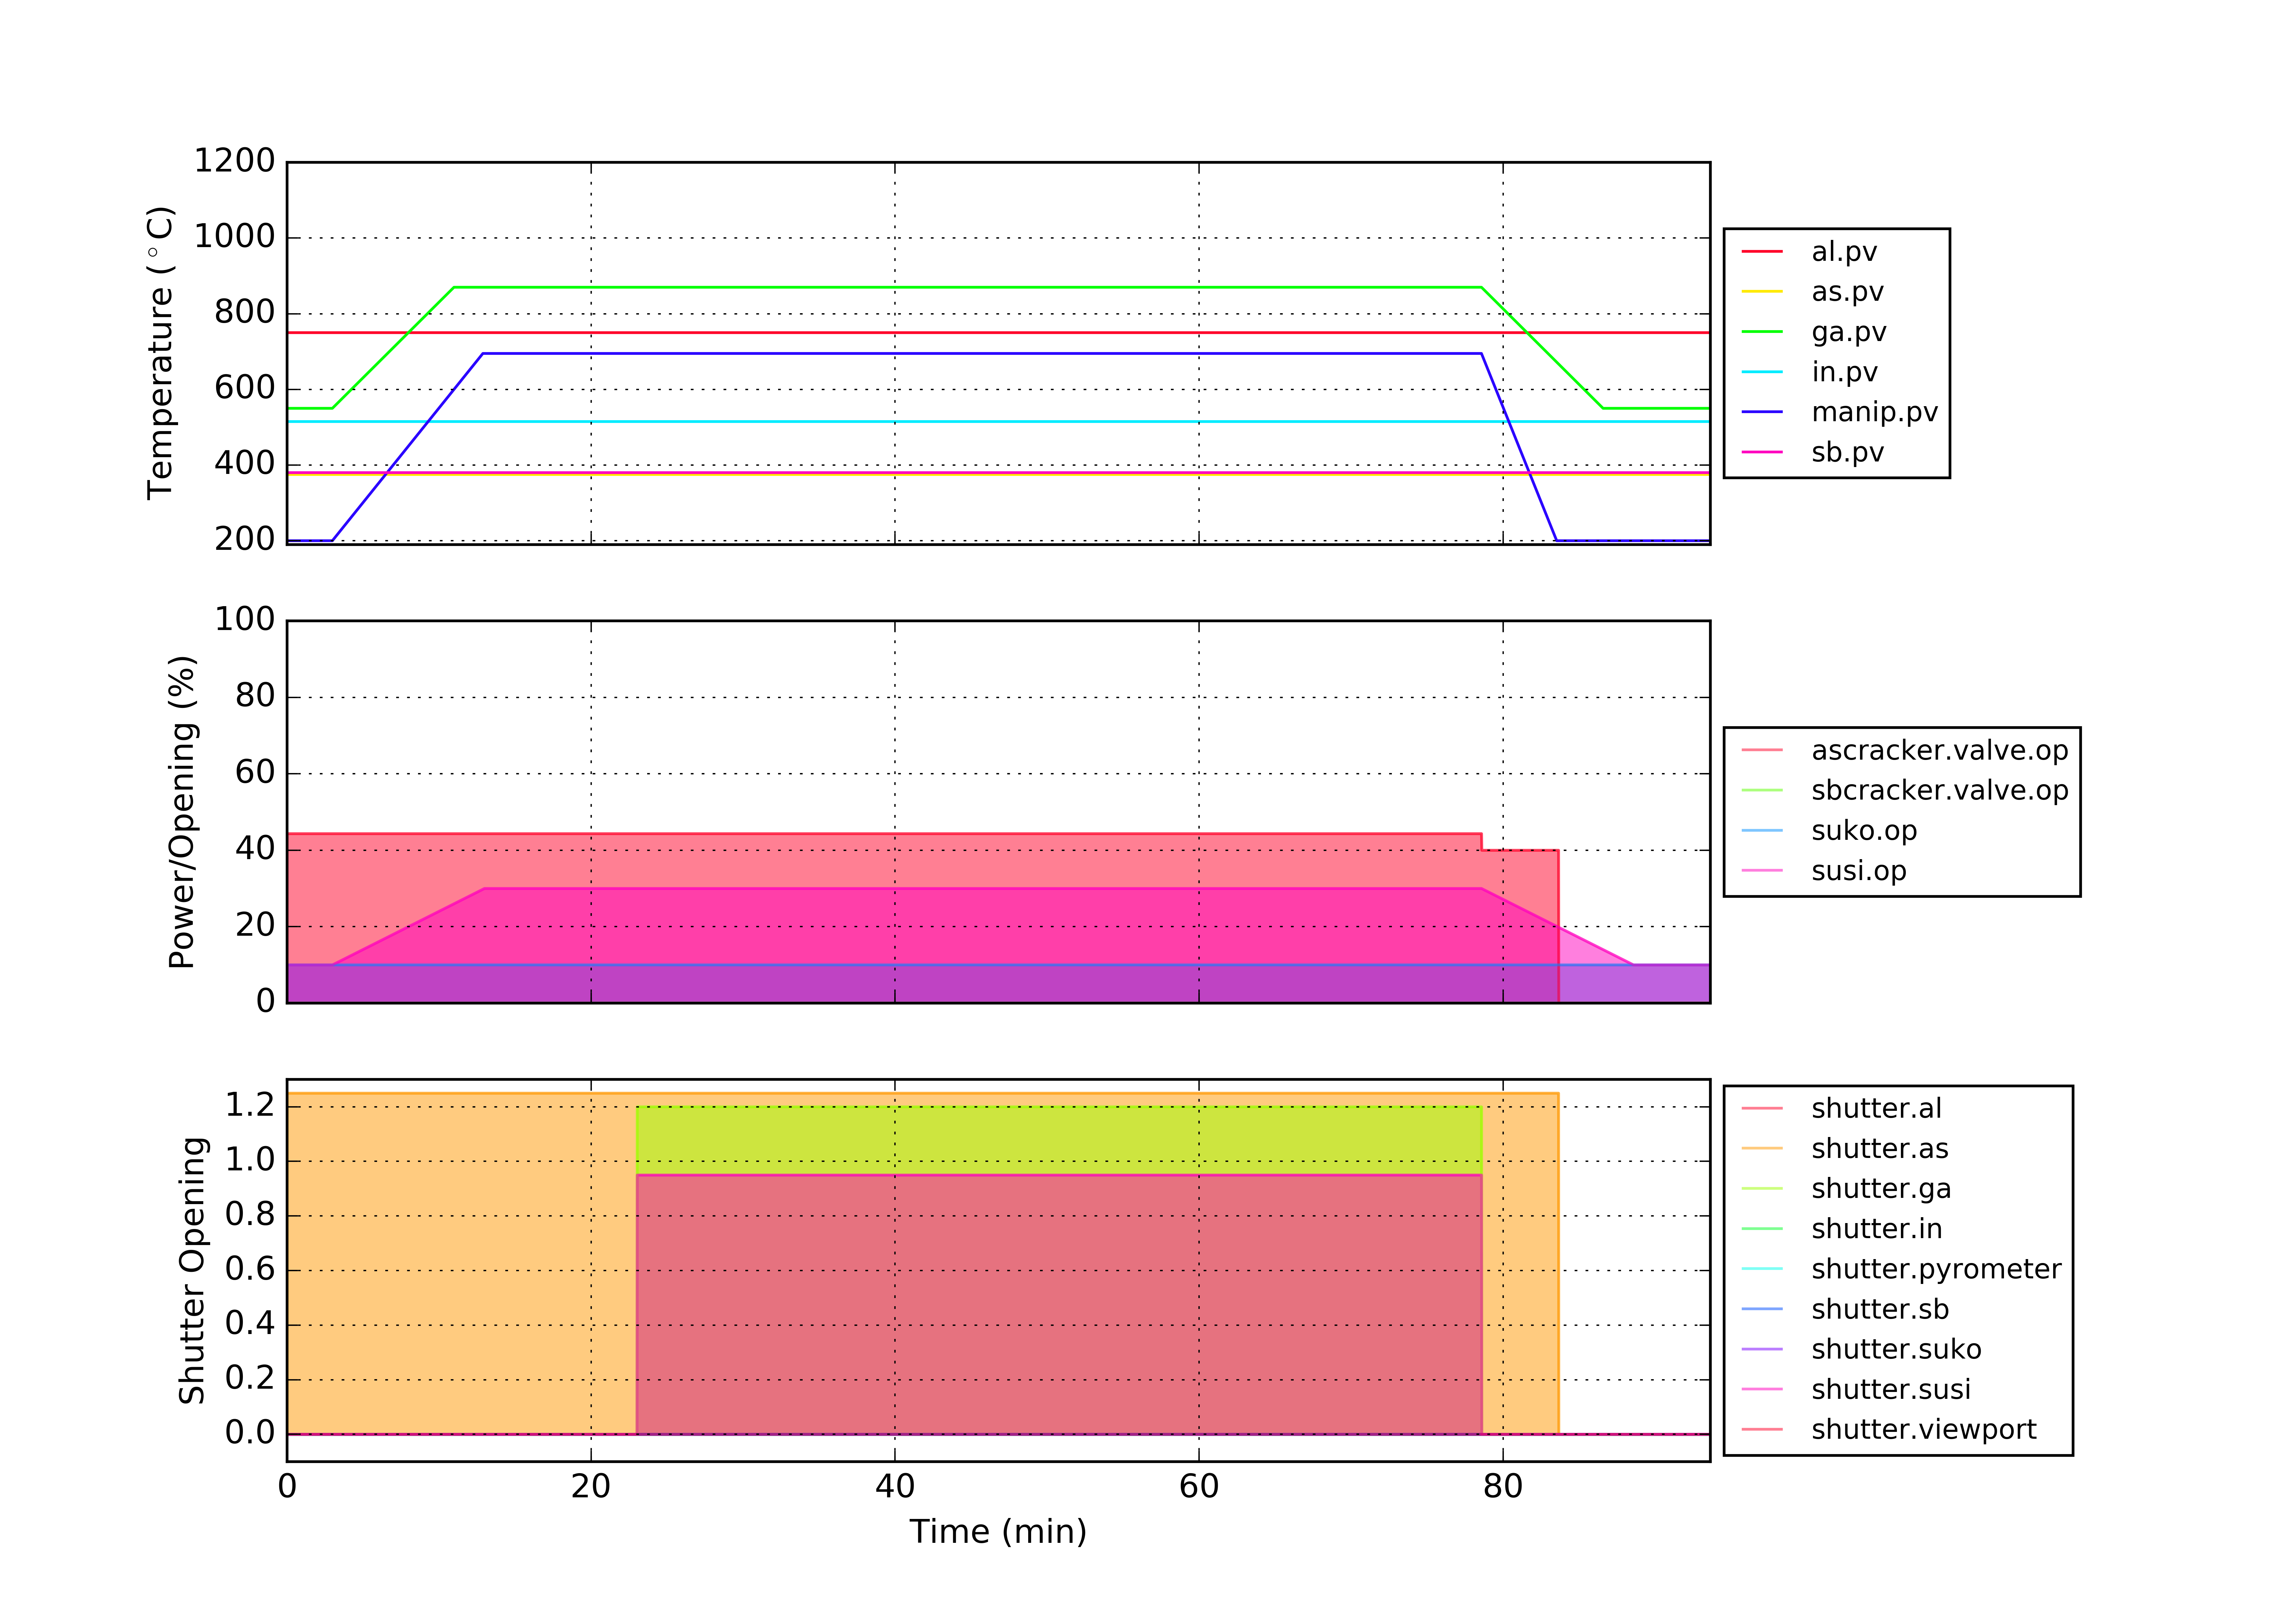 1200
1000
800
600
400
200
Temperature (°C)
al.pv
as.pv
ga.pv
in.pv
manip.pv
sb.pv
100
80
60
40
20
0
Power/Opening (%)
ascracker.valve.op
sbcracker.valve.op
suko.op
susi.op
1.2
1.0
0.8
0.6
0.4
0.2
0.0
Shutter Opening
shutter.al
shutter.as
shutter.ga
shutter.in
shutter.pyrometer
shutter.sb
shutter.suko
shutter.susi
shutter.viewport
0 20 40 60 80
Time (min)